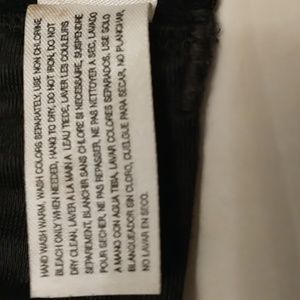 HAND WASH WARM, WASH COLORS SEPARATELY, USE NON CHLORINE
BLEACH ONLY WHEN NEEDED, HANG TO DRY, DO NOT IRON, DO NOT
DRY CLEAN, LAVER À LA MAIN A LEAU TIEDE, LAVER LES COULEURS
SEPAREMENT, BLANCHIR SANS CHLORE SI NECESSAIRE, SUSPENDRE
POUR SECHER, NE PAS REPASSER, NE PAS NETTOYER A SEC, LAVADO
A MANO CON AGUA TIBIA, LAVAR COLORES SEPARADOS, USE SOLO
BLANQUEADOR SIN CLORO, CUELGUE PARA SECAR, NO PLANCHAR,
NO LAVAR EN SECO.